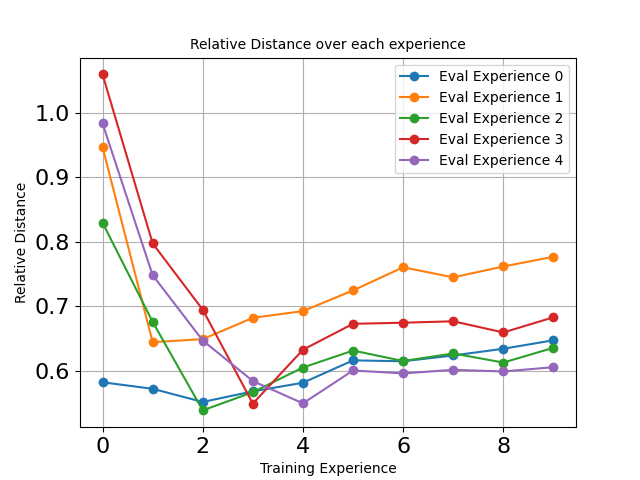 Relative Distance over each experience
Eval Experience 0
Eval Experience 1
Eval Experience 2
Eval Experience 3
Eval Experience 4
1.0
0.9
0.8
0.7
0.6
Relative Distance
0 2 4 6 8
Training Experience